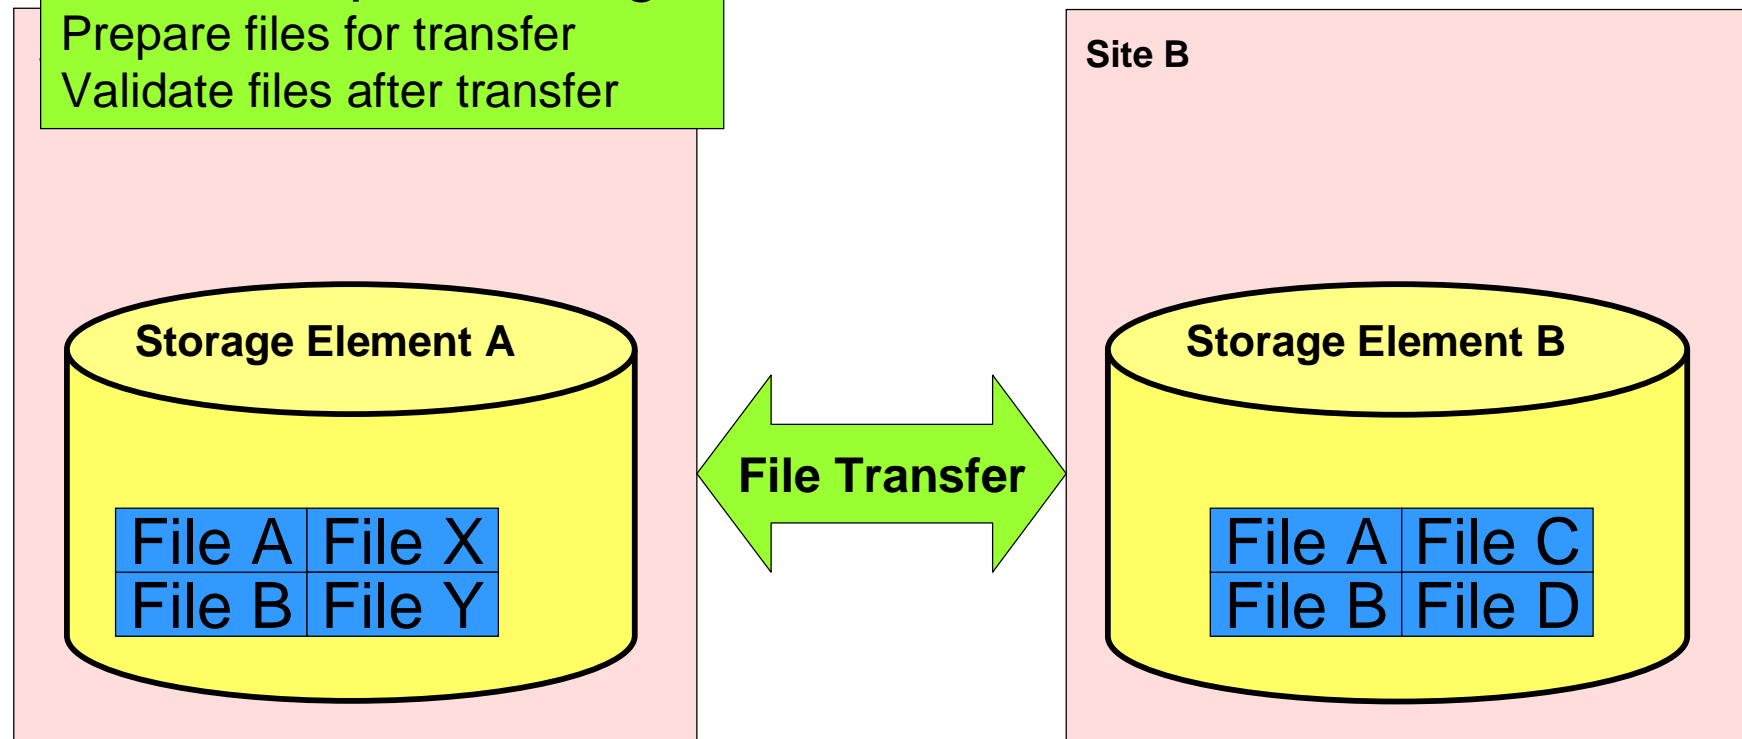 Prepare files for transfer
Validate files after transfer
Site B
Storage Element A
Storage Element B
File Transfer
File A File X
File B File Y
File A File C
File B File D